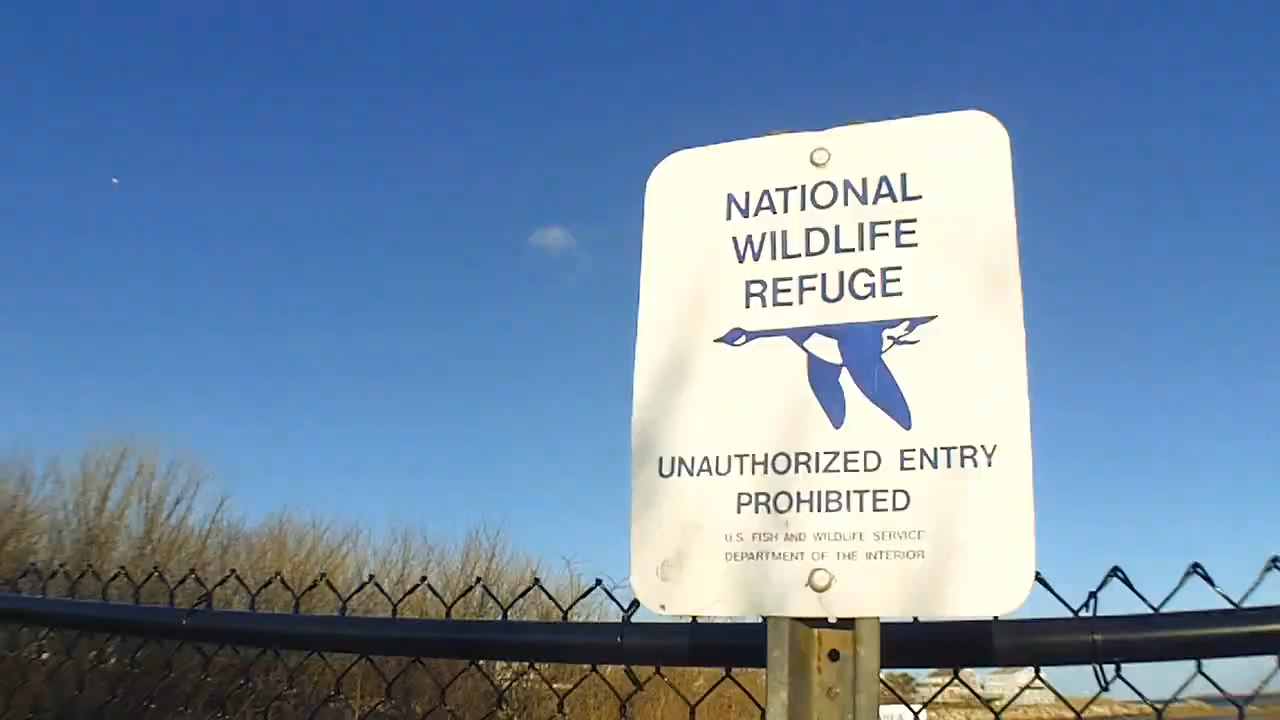 NATIONAL
WILDLIFE
REFUGE
UNAUTHORIZED ENTRY
PROHIBITED
U.S. FISH AND WILDLIFE SERVICE
DEPARTMENT OF THE INTERIOR